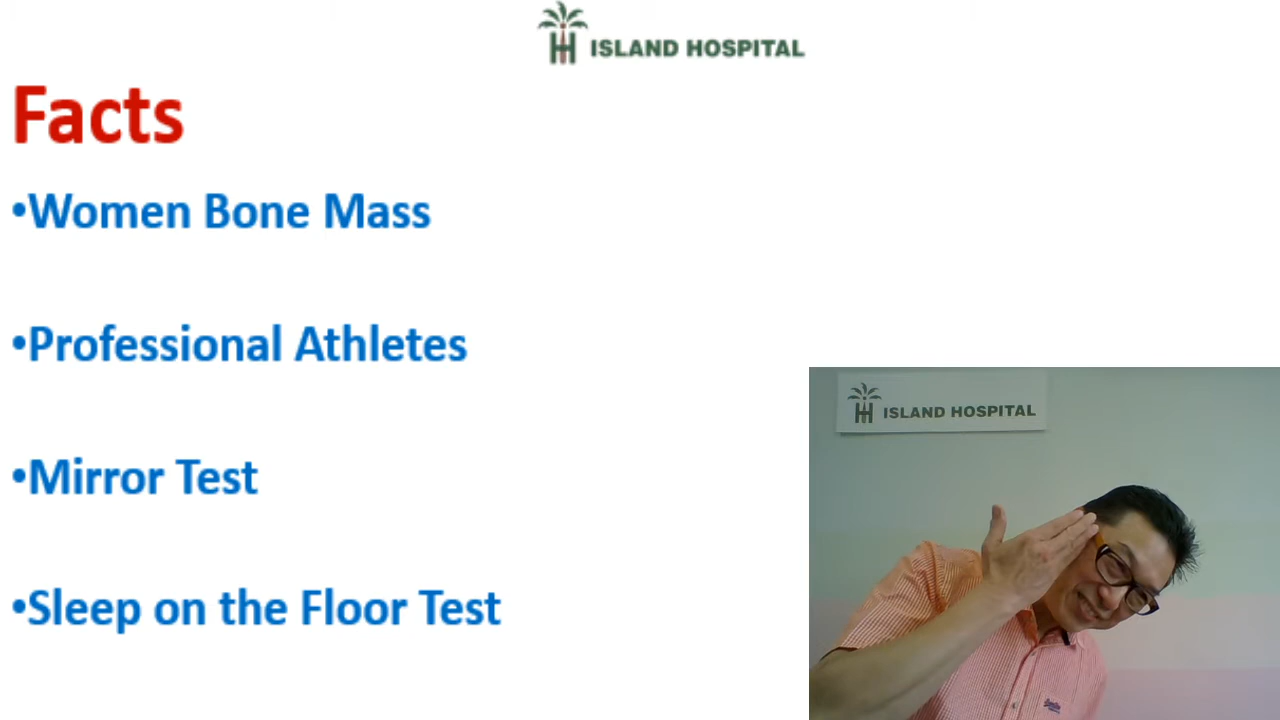 ISLAND HOSPITAL
Facts
•Women Bone Mass
•Professional Athletes
•Mirror Test
•Sleep on the Floor Test
ISLAND HOSPITAL